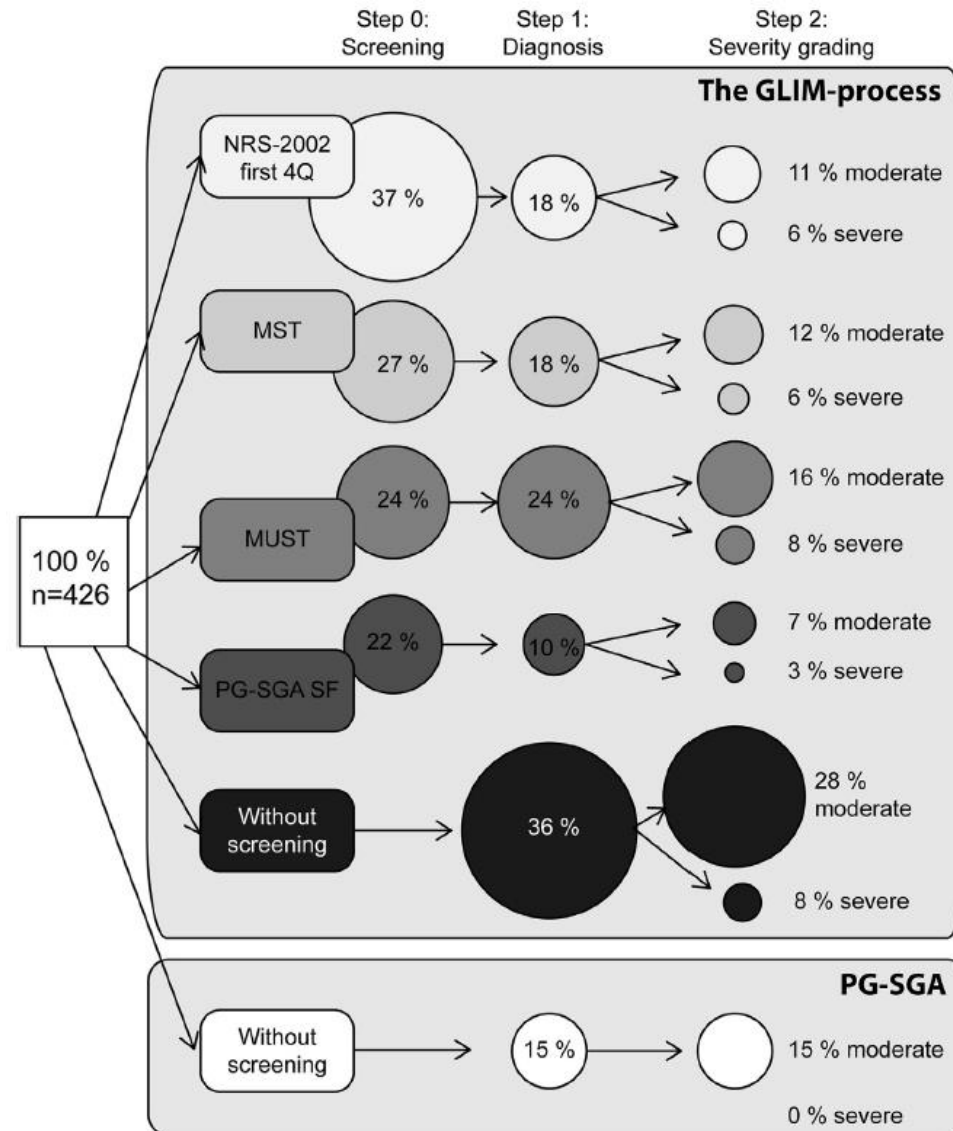 Step 0:
Screening
Step 1:
Diagnosis
Step 2:
Severity grading
The GLIM-process
NRS-2002
first 4Q
37 %
18 %
11 % moderate
6 % severe
MST
27 %
18 %
12 % moderate
6 % severe
MUST
24 %
24 %
16 % moderate
8 % severe
100 %
n=426
PG-SGA SF
22 %
10 %
7 % moderate
3 % severe
Without
screening
36 %
28 %
moderate
8 % severe
PG-SGA
Without
screening
15 %
15 % moderate
0 % severe